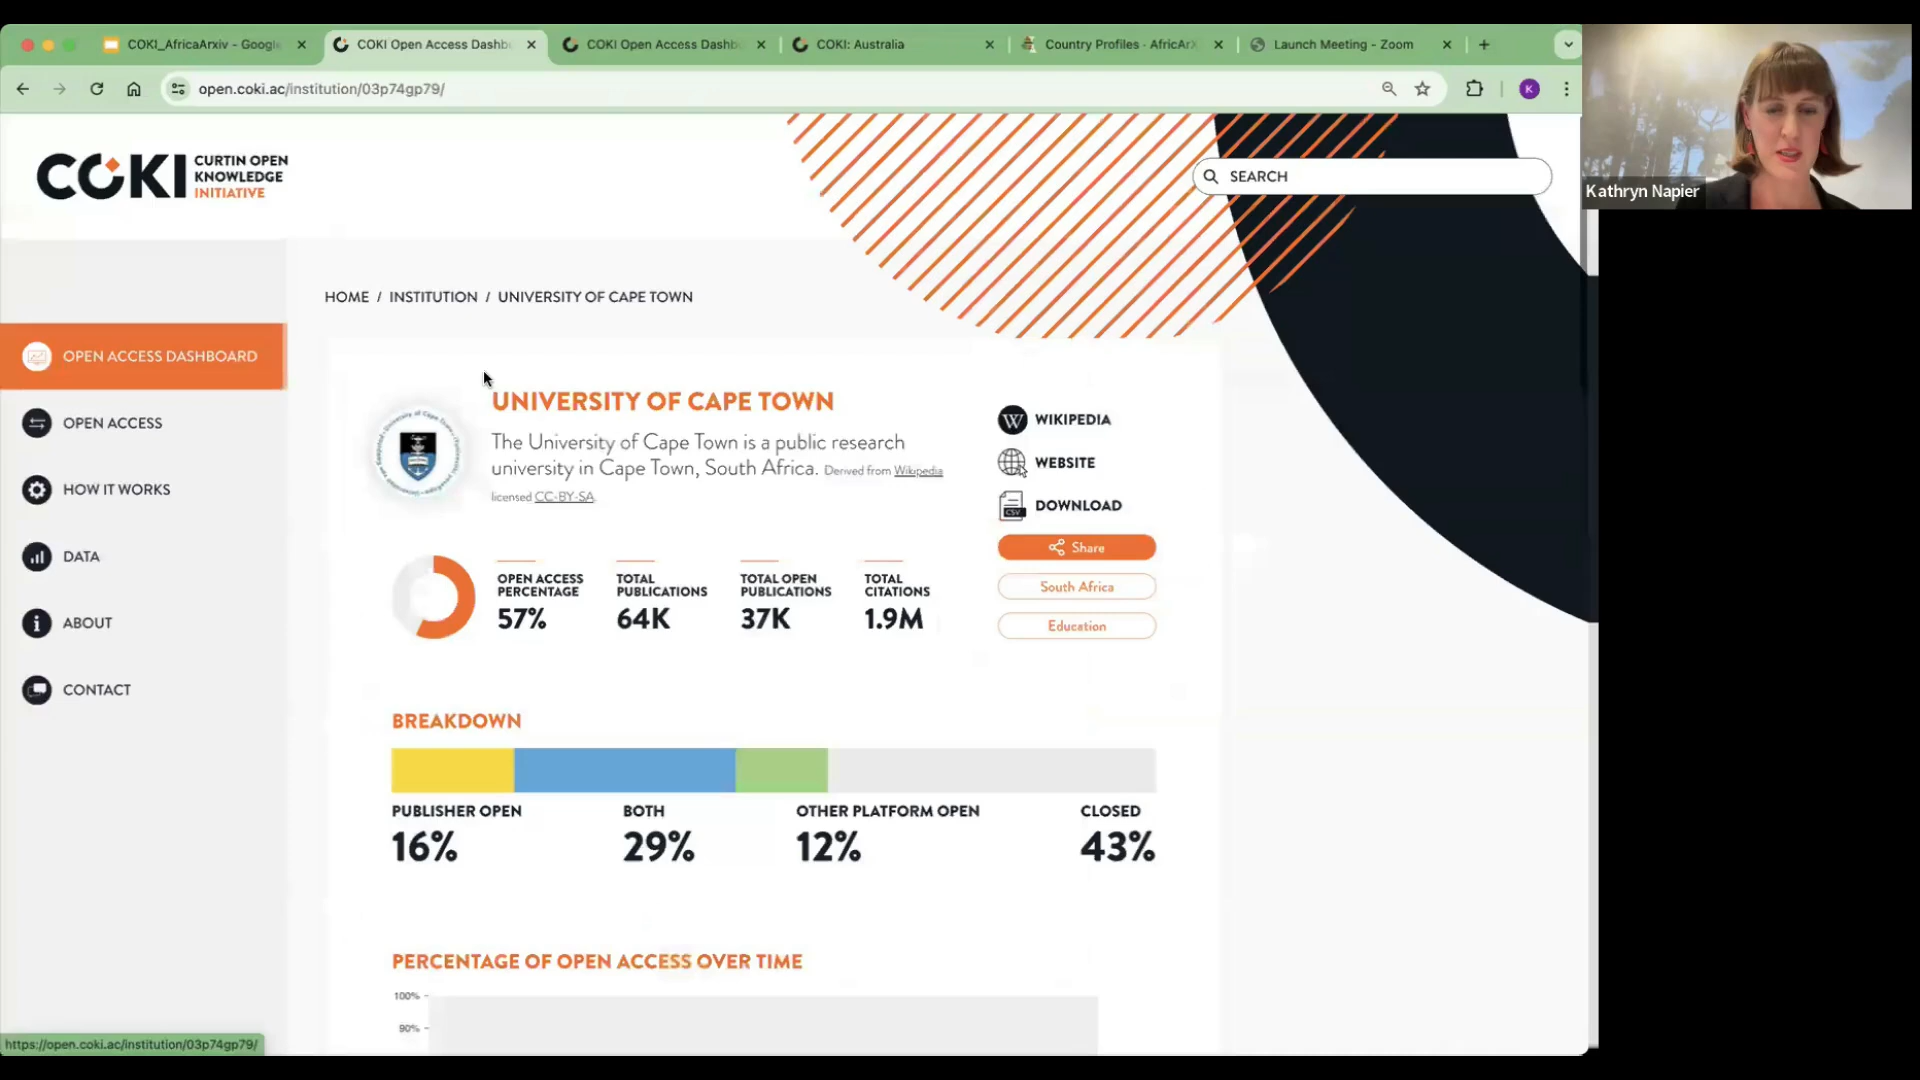 COKI_AfricaArxiv - Googl
COKI Open Access Dashb
COKI Open Access Dashb
COKI: Australia
Country Profiles - AfricArX
Launch Meeting - Zoom
open.coki.ac/institution/03p74gp79/
K
COKI CURTIN OPEN
KNOWLEDGE
INITIATIVE
SEARCH
Kathryn Napier
HOME / INSTITUTION / UNIVERSITY OF CAPE TOWN
OPEN ACCESS DASHBOARD
OPEN ACCESS
HOW IT WORKS
DATA
ABOUT
CONTACT
UNIVERSITY OF CAPE TOWN
The University of Cape Town is a public research
university in Cape Town, South Africa. Derived from Wikipedia
licensed CC-BY-SA.
W WIKIPEDIA
WEBSITE
CSV DOWNLOAD
Share
South Africa
Education
OPEN ACCESS
PERCENTAGE
57%
TOTAL
PUBLICATIONS
64K
TOTAL OPEN
PUBLICATIONS
37K
TOTAL
CITATIONS
1.9M
BREAKDOWN
PUBLISHER OPEN
16%
BOTH
29%
OTHER PLATFORM OPEN
12%
CLOSED
43%
PERCENTAGE OF OPEN ACCESS OVER TIME
100%
90%
https://open.coki.ac/institution/03p74gp79/